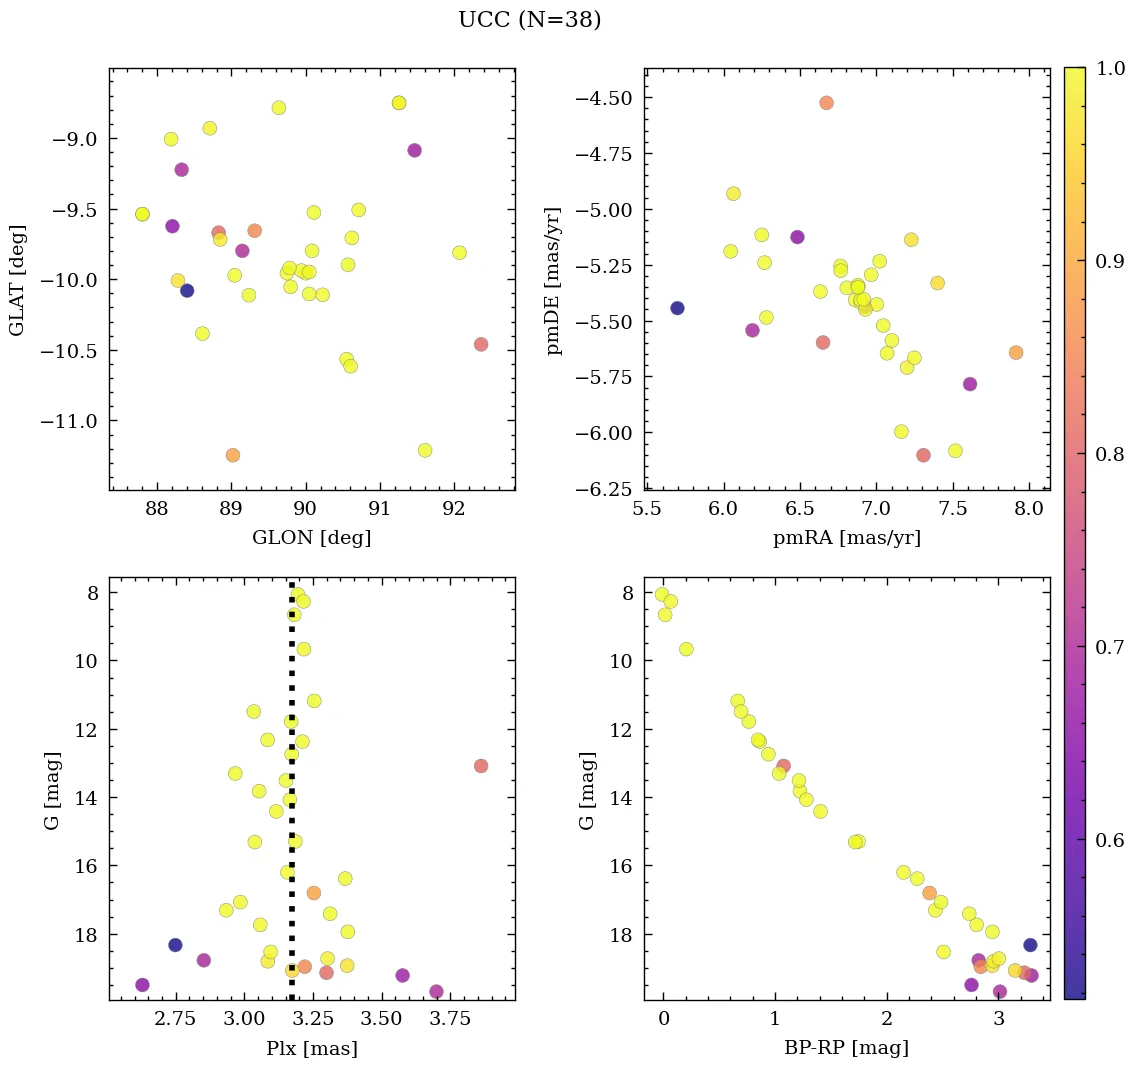 UCC (N=38)
−9.0
−9.5
−10.0
−10.5
−11.0
GLAT [deg]
88 89 90 91 92
GLON [deg]
−4.50
−4.75
−5.00
−5.25
−5.50
−5.75
−6.00
−6.25
pmDE [mas/yr]
5.5 6.0 6.5 7.0 7.5 8.0
pmRA [mas/yr]
8
10
12
14
16
18
G [mag]
2.75 3.00 3.25 3.50 3.75
Plx [mas]
8
10
12
14
16
18
G [mag]
0 1 2 3
BP-RP [mag]
1.0
0.9
0.8
0.7
0.6